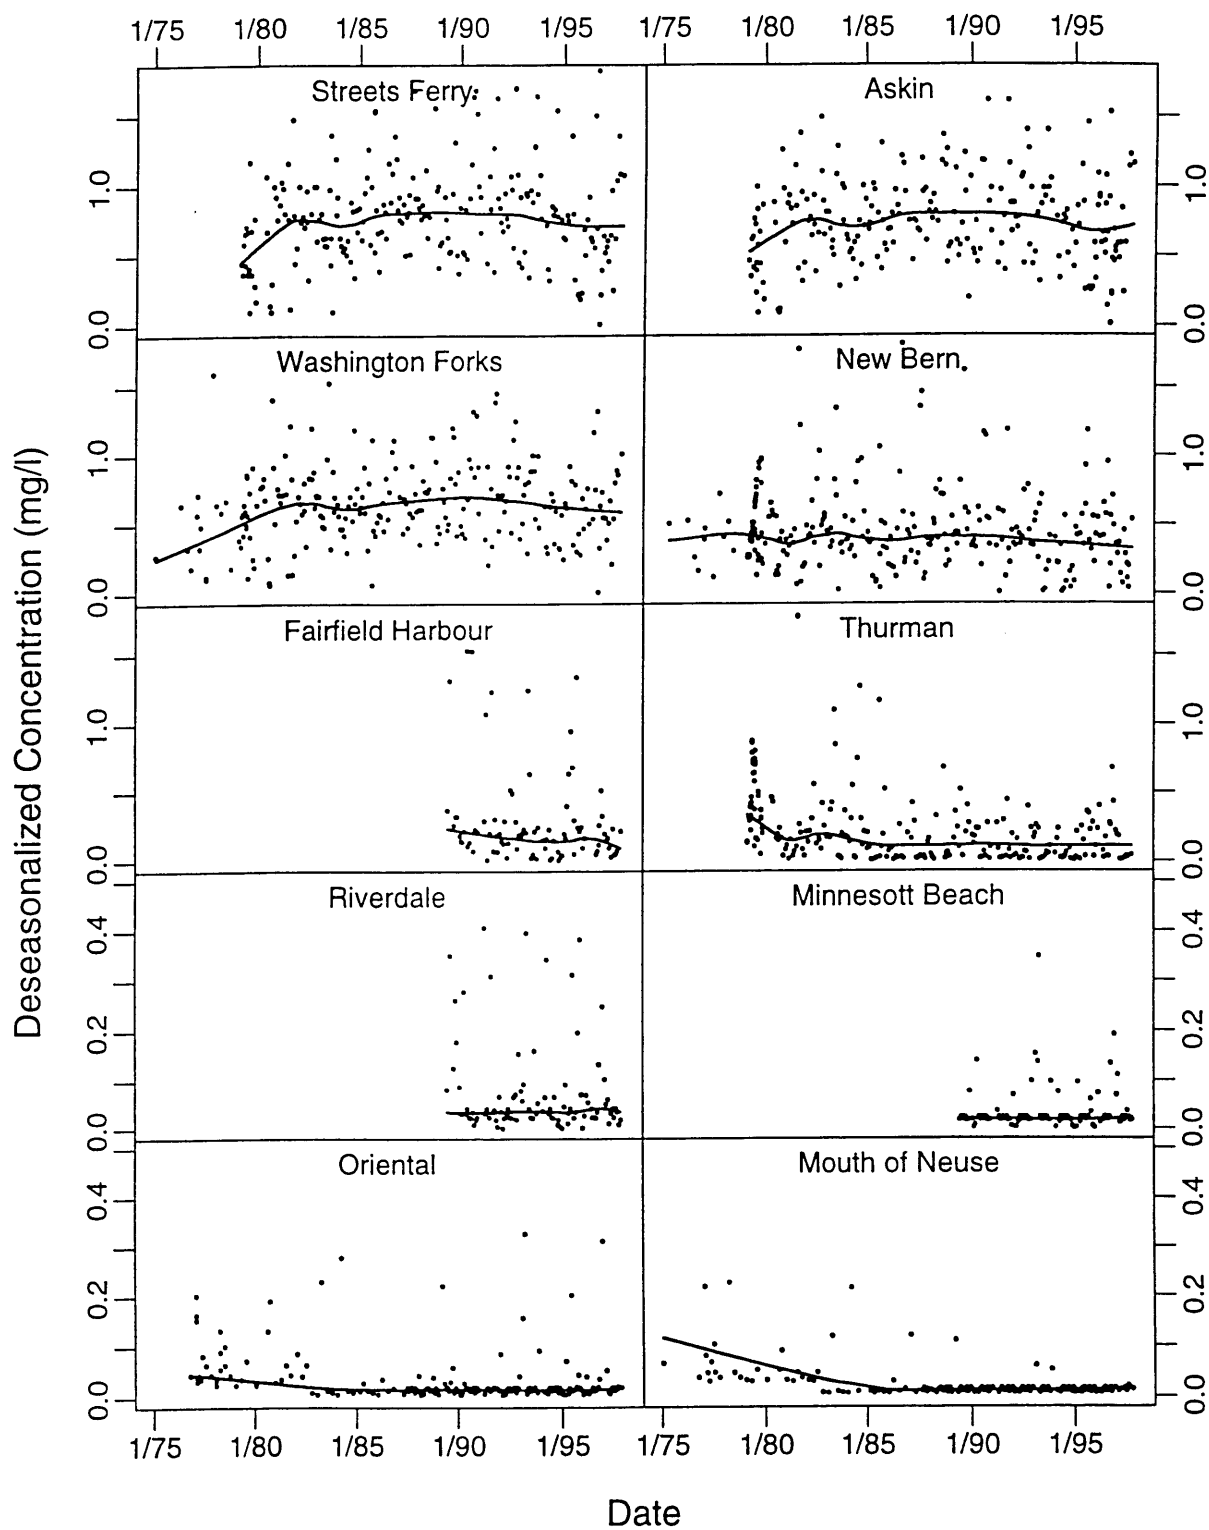 1/75 1/80 1/85 1/90 1/95 1/75 1/80 1/85 1/90 1/95
Streets Ferry
Askin
1.0
0.0
1.0
0.0
Washington Forks
New Bern
1.0
0.0
1.0
0.0
Fairfield Harbour
Thurman
1.0
0.0
1.0
0.0
Riverdale
Minnesott Beach
0.4
0.2
0.0
0.4
0.2
0.0
Oriental
Mouth of Neuse
0.4
0.2
0.0
0.4
0.2
0.0
Deseasonalized Concentration (mg/l)
1/75 1/80 1/85 1/90 1/95 1/75 1/80 1/85 1/90 1/95
Date